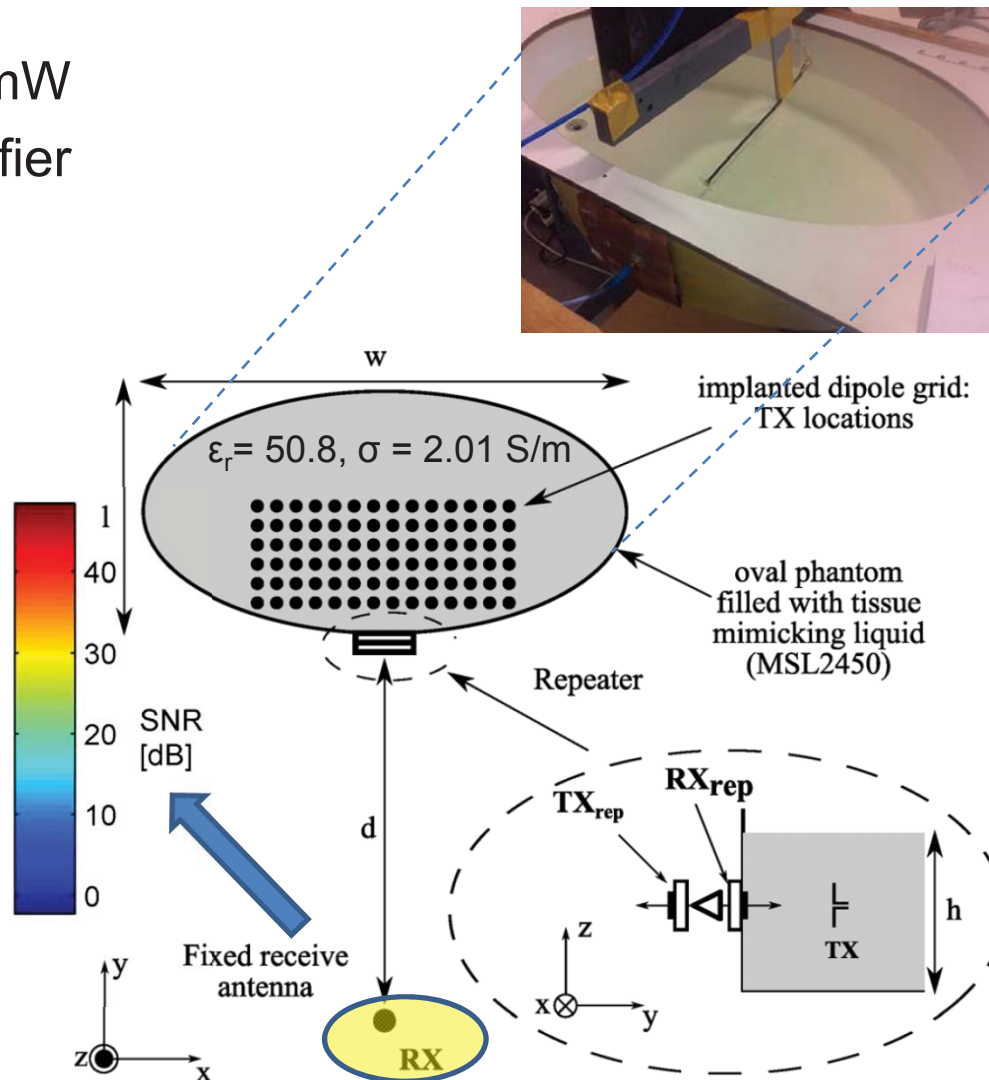 mW
fier
w
implanted dipole grid:
TX locations
εr= 50.8, σ = 2.01 S/m
l
40
30
20
10
0
SNR
[dB]
oval phantom
filled with tissue
mimicking liquid
(MSL2450)
Repeater
d
TXrep
RXrep
h
TX
z
x
y
Fixed receive
antenna
y
z
x
RX